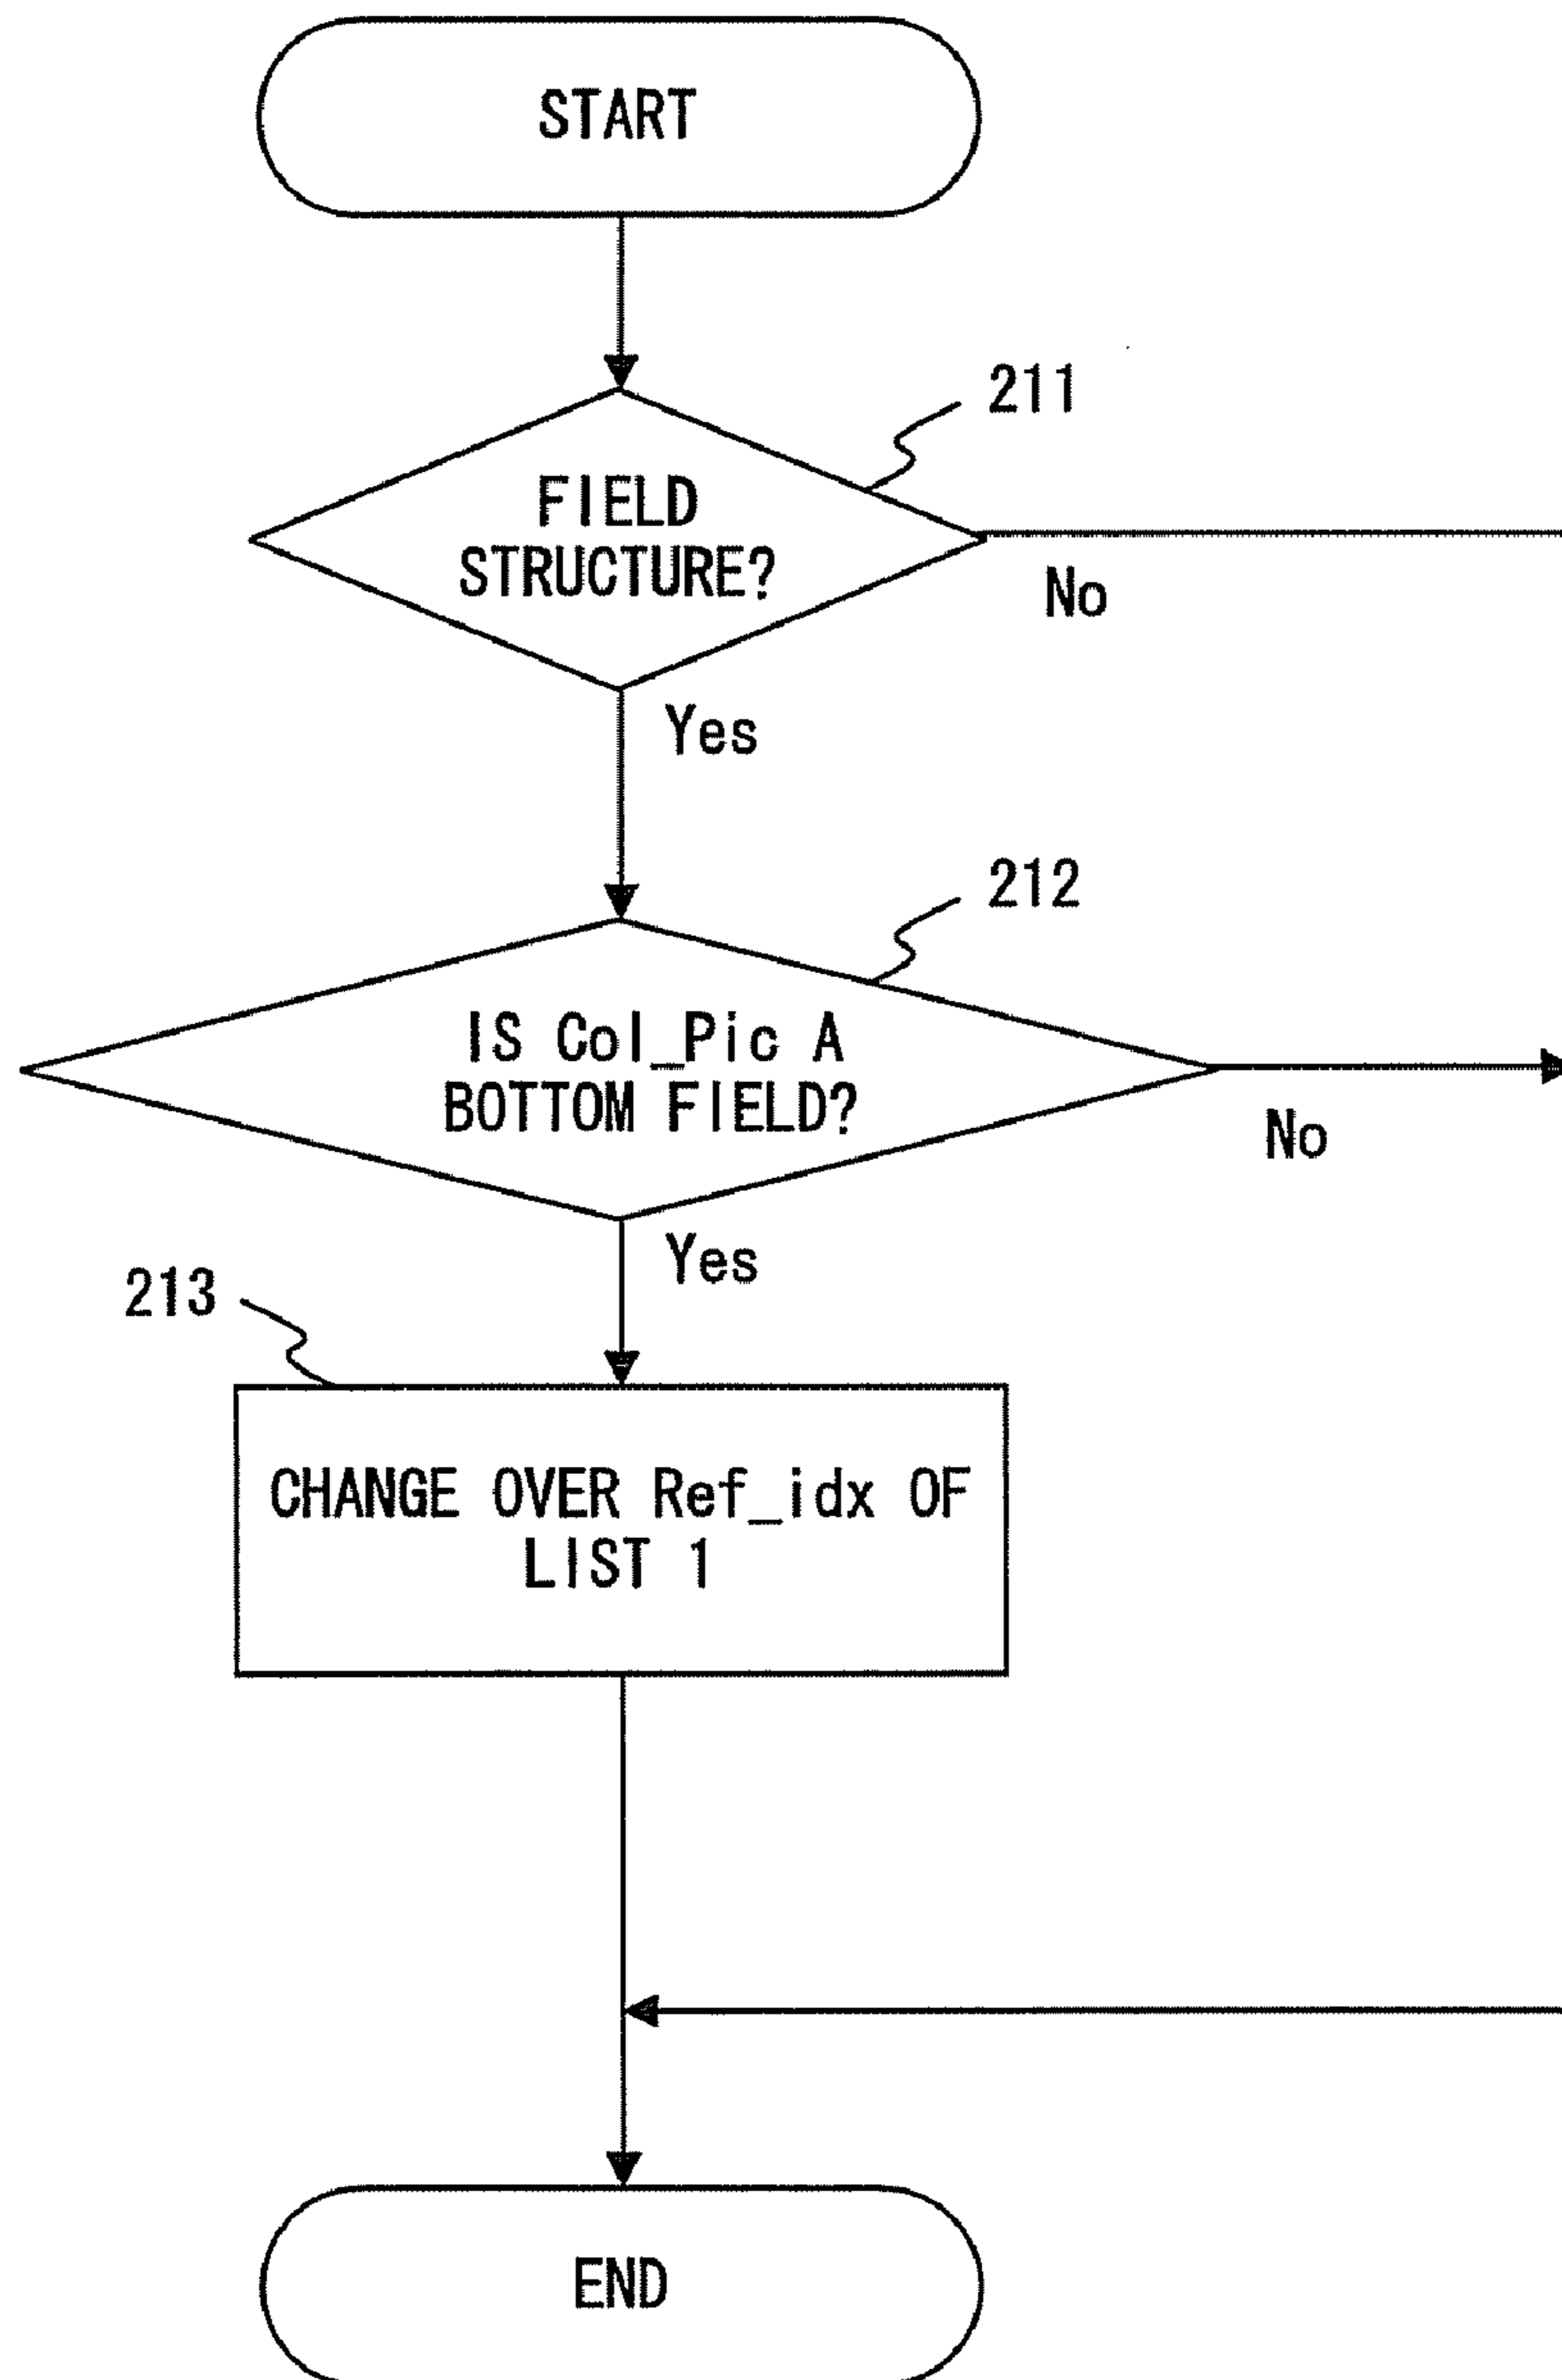 START
211
FIELD
STRUCTURE?
No
Yes
212
IS Col_Pic A
BOTTOM FIELD?
No
Yes
213
CHANGE OVER Ref_idx OF
LIST 1
END